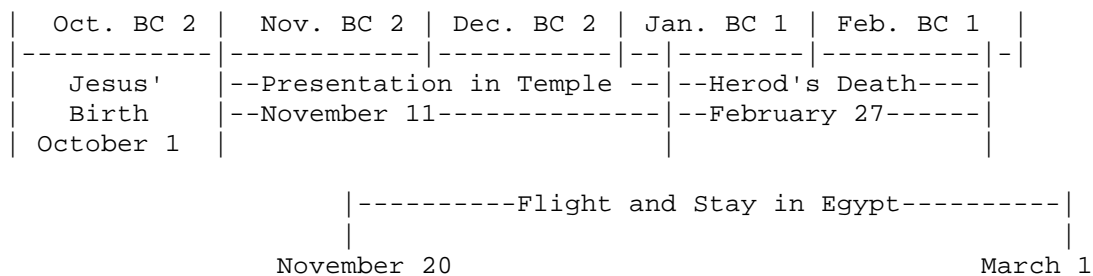 | Oct. BC 2 | Nov. BC 2 | Dec. BC 2 | Jan. BC 1 | Feb. BC 1 |
|------------|------------|-----------|--|--------|----------|-|
| Jesus' |--Presentation in Temple --|--Herod's Death----|
| Birth |--November 11--------------|--February 27------|
| October 1 | | |
|----------Flight and Stay in Egypt----------|
| |
November 20 March 1